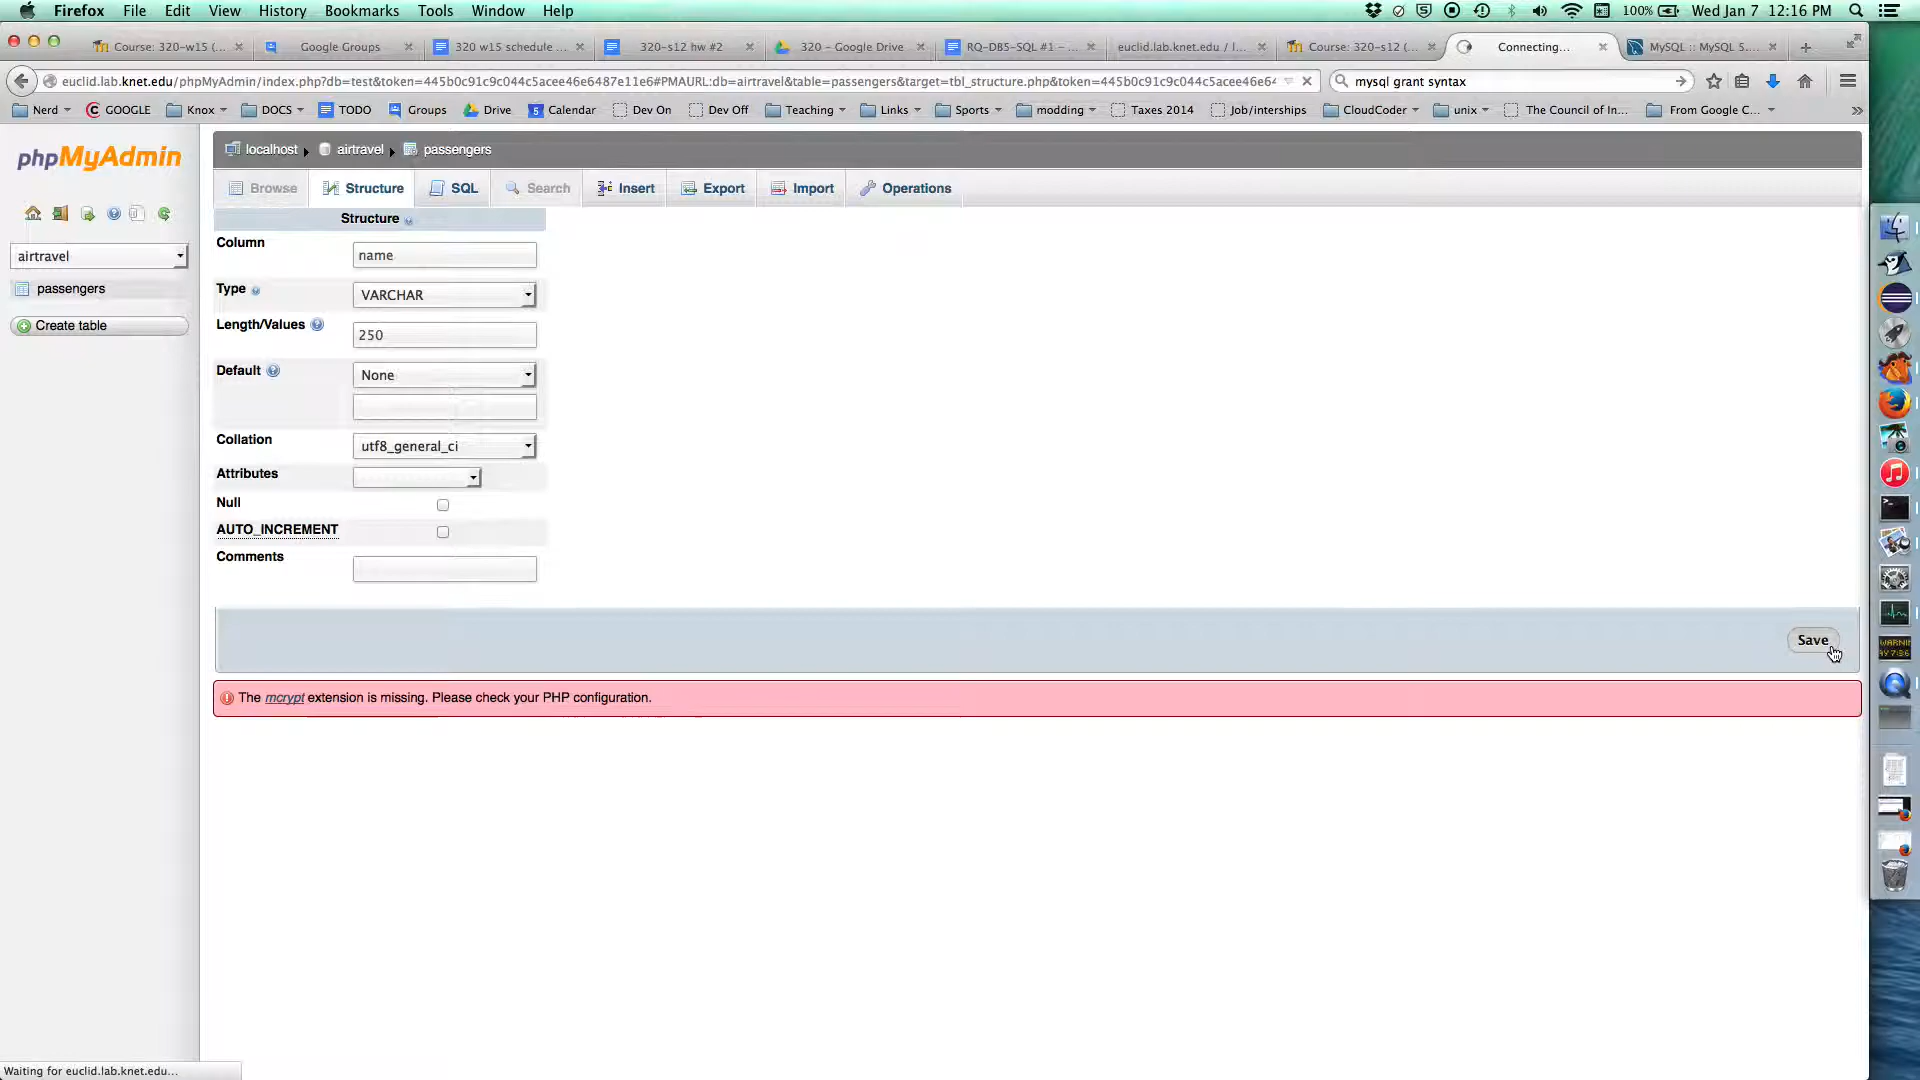 Firefox File Edit View History Bookmarks Tools Window Help 100% Wed Jan 7 12:16 PM
Course: 320-w15 (... Google Groups 320 w15 schedule ... 320-s12 hw #2 320 – Google Drive RQ-DB5-SQL #1 – ... euclid.lab.knet.edu / l... Course: 320-s12 (... Connecting... MySQL :: MySQL 5....
euclid.lab.knet.edu/phpMyAdmin/index.php?db=test&token=445b0c91c9c044c5acee46e6487e11e6#PMAURL:db=airtravel&table=passengers&target=tbl_structure.php&token=445b0c91c9c044c5acee46e64 mysql grant syntax
Nerd GOOGLE Knox DOCS TODO Groups Drive Calendar Dev On Dev Off Teaching Links Sports modding Taxes 2014 Job/interships CloudCoder unix The Council of In... From Google C...
phpMyAdmin
localhost airtravel passengers
Browse Structure SQL Search Insert Export Import Operations
airtravel
passengers
Create table
Structure
Column name
Type VARCHAR
Length/Values 250
Default None
Collation utf8_general_ci
Attributes
Null
AUTO_INCREMENT
Comments
Save
The mcrypt extension is missing. Please check your PHP configuration.
Waiting for euclid.lab.knet.edu...